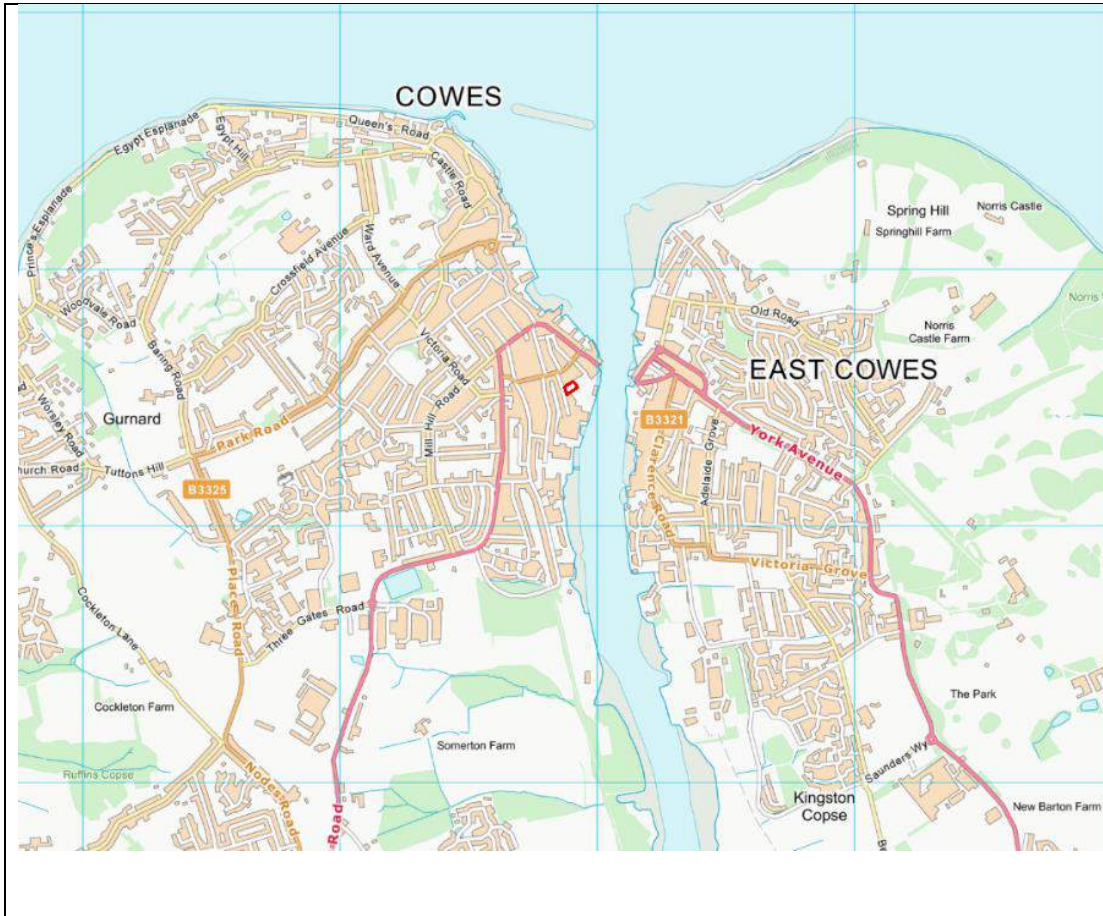 COWES
Queen's Road
Egypt Esplanade
Egypt Hill
Castle Road
Prince's Esplanade
Crossfield Avenue
Ward Avenue
Spring Hill
Norris Castle
Springhill Farm
Woodvale Road
Baring Road
Victoria Road
Old Road
Norris
Norris
Castle Farm
EAST COWES
Gurnard
Worsley Road
Park Road
Mill Hill Road
B3321
York Avenue
Adelaide Grove
Clarence Road
hurch Road
Tuttons Hill
B3325
Victoria Grove
Place Road
Three Gates Road
Cockleton Lane
The Park
Cockleton Farm
Somerton Farm
Saunders Wy
Ruffins Copse
Nodes Road
Road
Kingston
Copse
New Barton Farm
Be